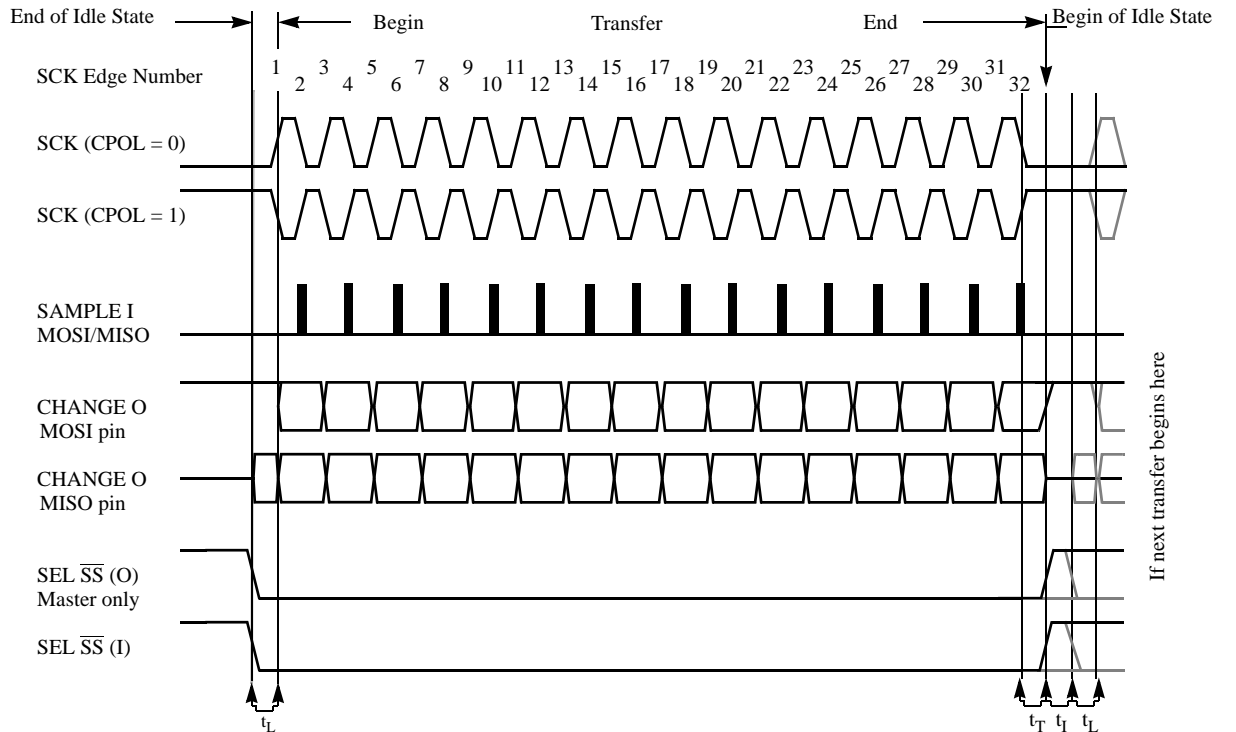 End of Idle State
Begin
Transfer
End
Begin of Idle State
SCK Edge Number
1 3 5 7 9 11 13 15 17 19 21 23 25 27 29 31
2 4 6 8 10 12 14 16 18 20 22 24 26 28 30 32
SCK (CPOL = 0)
SCK (CPOL = 1)
SAMPLE I
MOSI/MISO
CHANGE O
MOSI pin
CHANGE O
MISO pin
SEL S̅S̅ (O)
Master only
SEL S̅S̅ (I)
tL
tT tI tL
If next transfer begins here